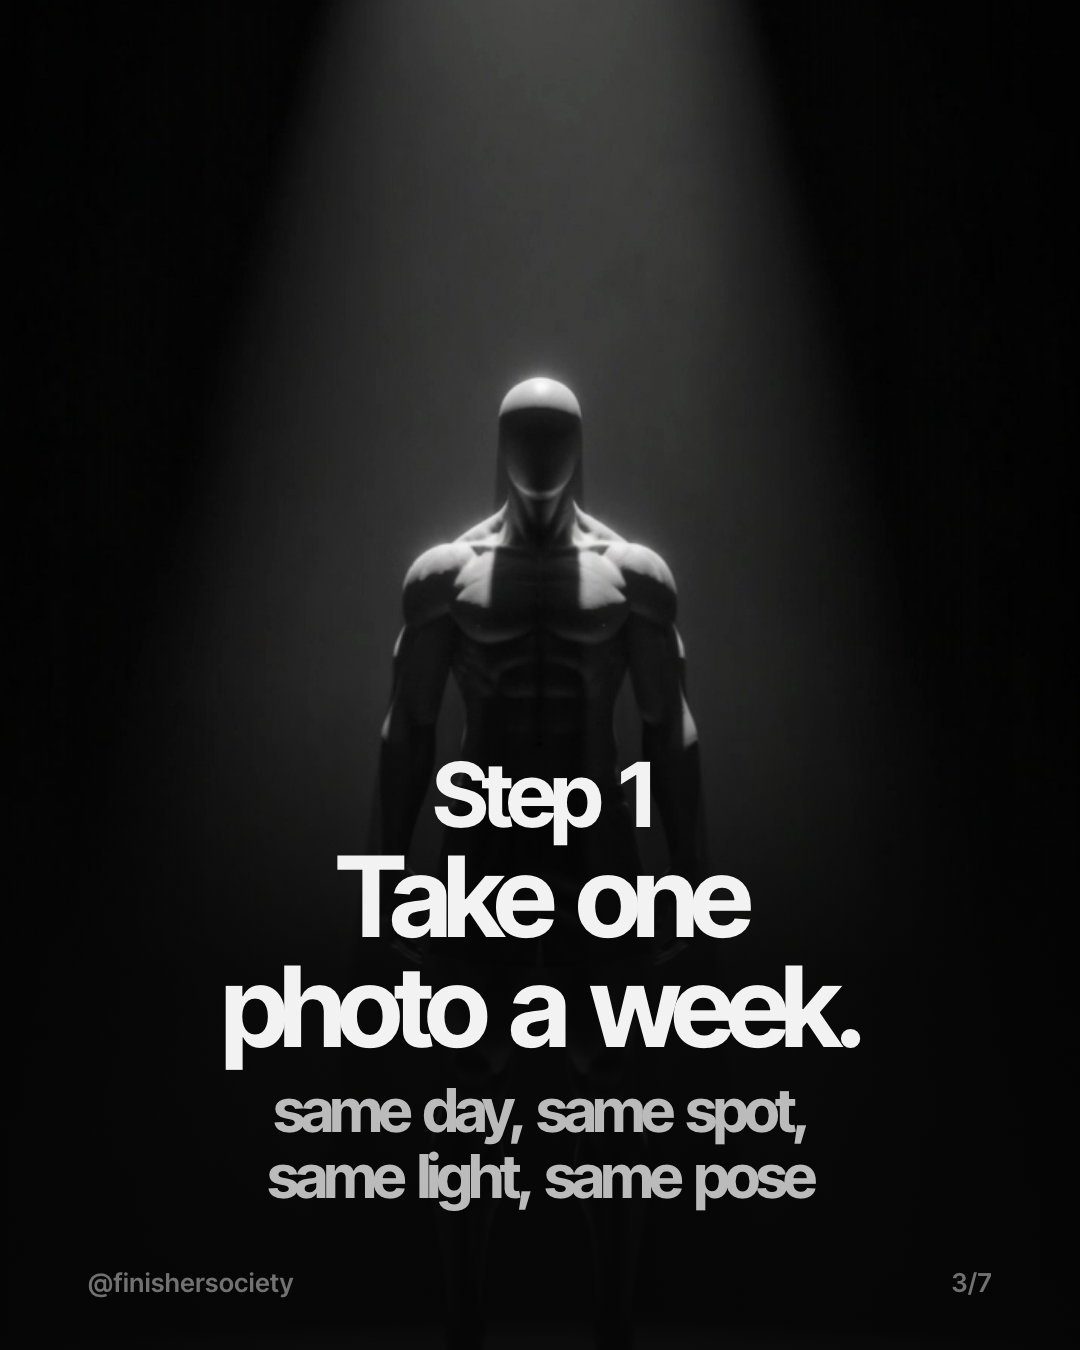 Step 1
Take one
photo a week.
same day, same spot,
same light, same pose
@finishersociety
3/7